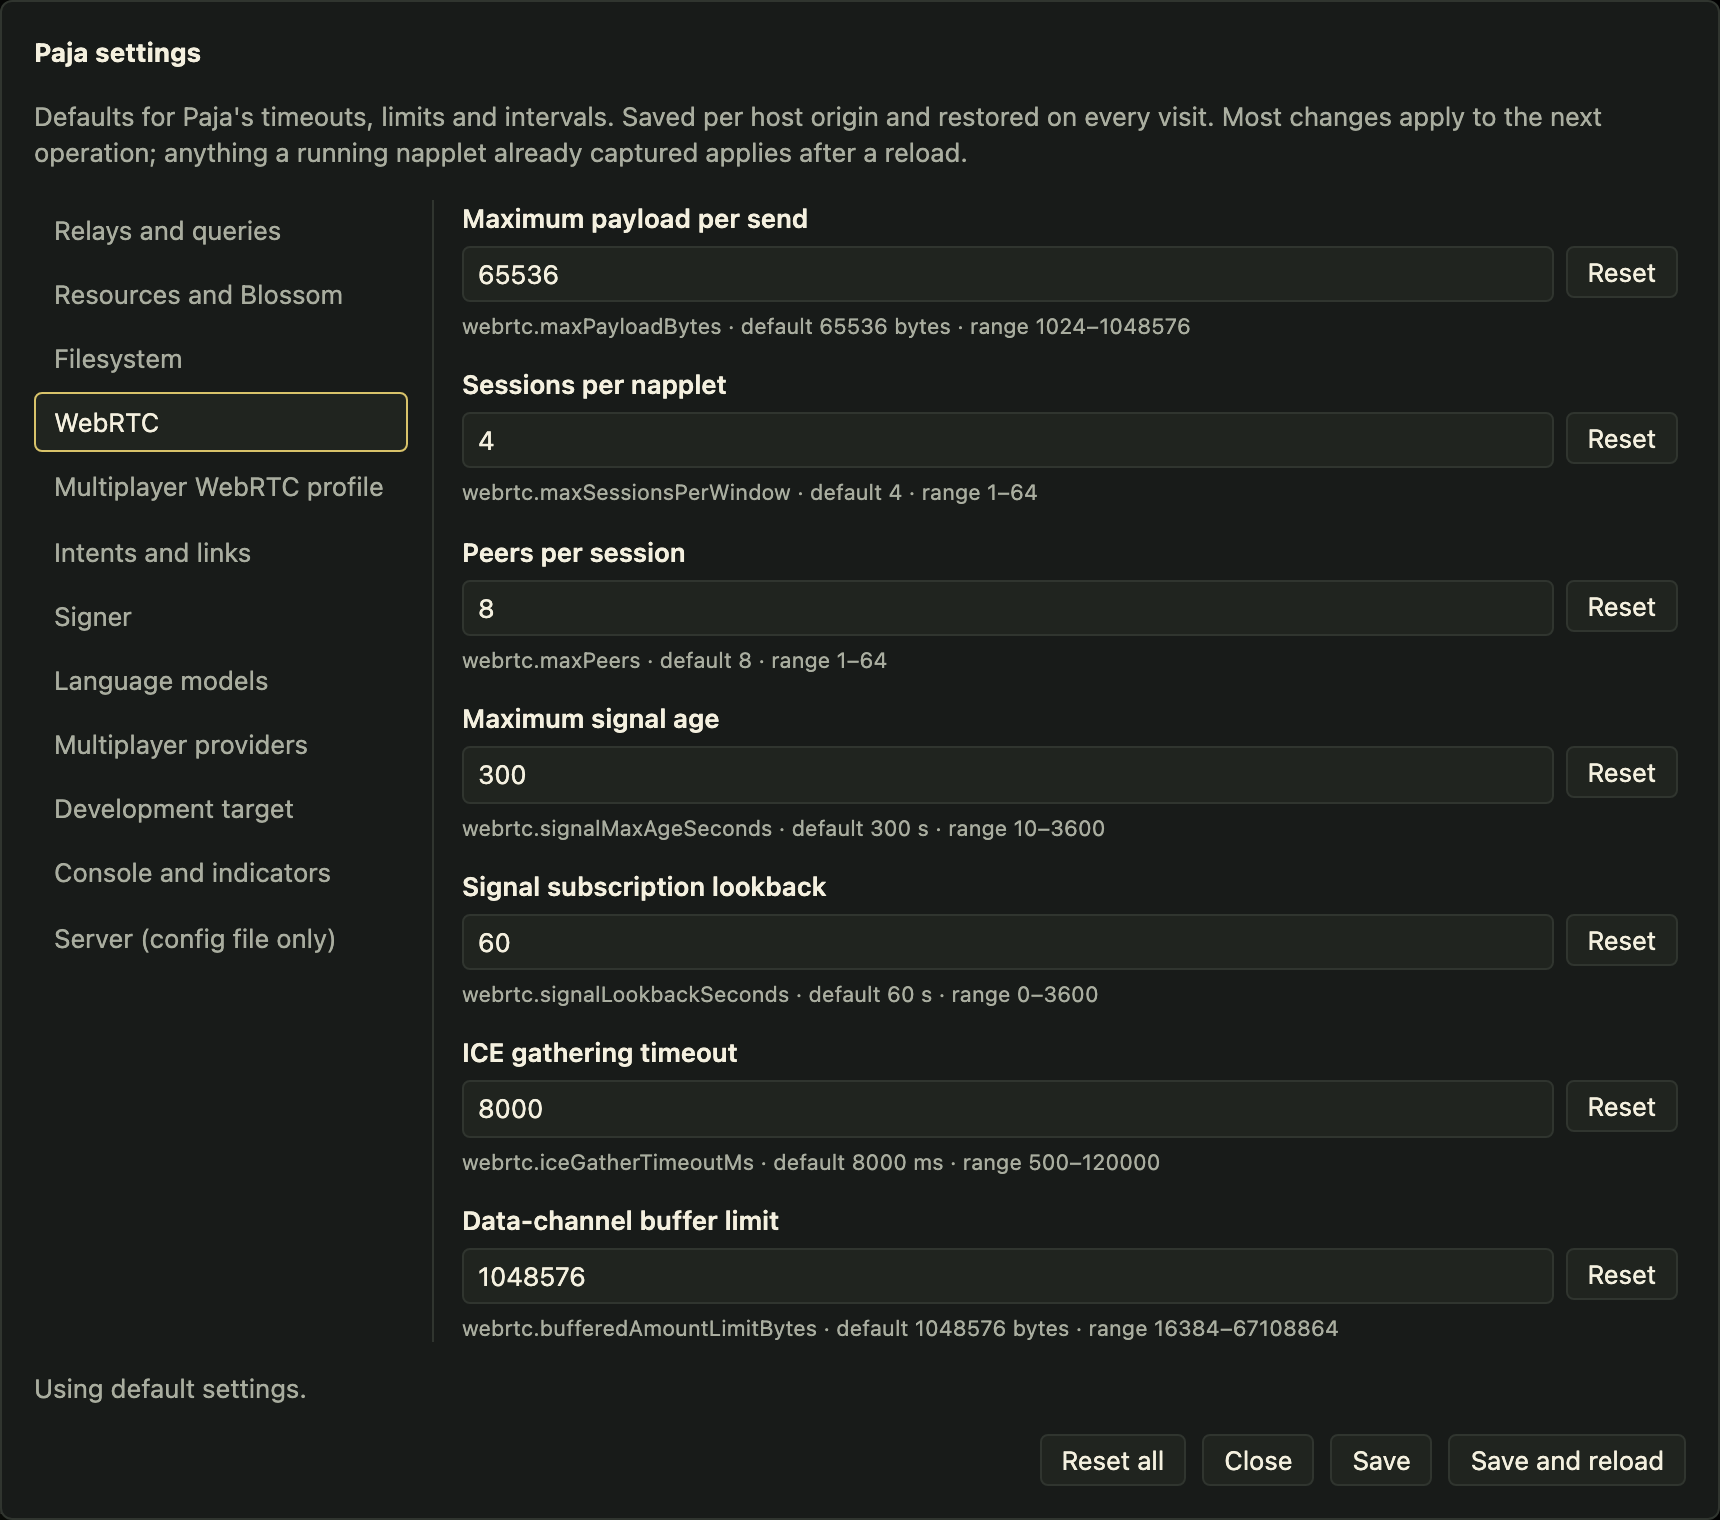 Paja settings
Defaults for Paja's timeouts, limits and intervals. Saved per host origin and restored on every visit. Most changes apply to the next
operation; anything a running napplet already captured applies after a reload.
Relays and queries
Resources and Blossom
Filesystem
WebRTC
Multiplayer WebRTC profile
Intents and links
Signer
Language models
Multiplayer providers
Development target
Console and indicators
Server (config file only)
Maximum payload per send
65536
Reset
webrtc.maxPayloadBytes · default 65536 bytes · range 1024–1048576
Sessions per napplet
4
Reset
webrtc.maxSessionsPerWindow · default 4 · range 1–64
Peers per session
8
Reset
webrtc.maxPeers · default 8 · range 1–64
Maximum signal age
300
Reset
webrtc.signalMaxAgeSeconds · default 300 s · range 10–3600
Signal subscription lookback
60
Reset
webrtc.signalLookbackSeconds · default 60 s · range 0–3600
ICE gathering timeout
8000
Reset
webrtc.iceGatherTimeoutMs · default 8000 ms · range 500–120000
Data-channel buffer limit
1048576
Reset
webrtc.bufferedAmountLimitBytes · default 1048576 bytes · range 16384–67108864
Using default settings.
Reset all
Close
Save
Save and reload